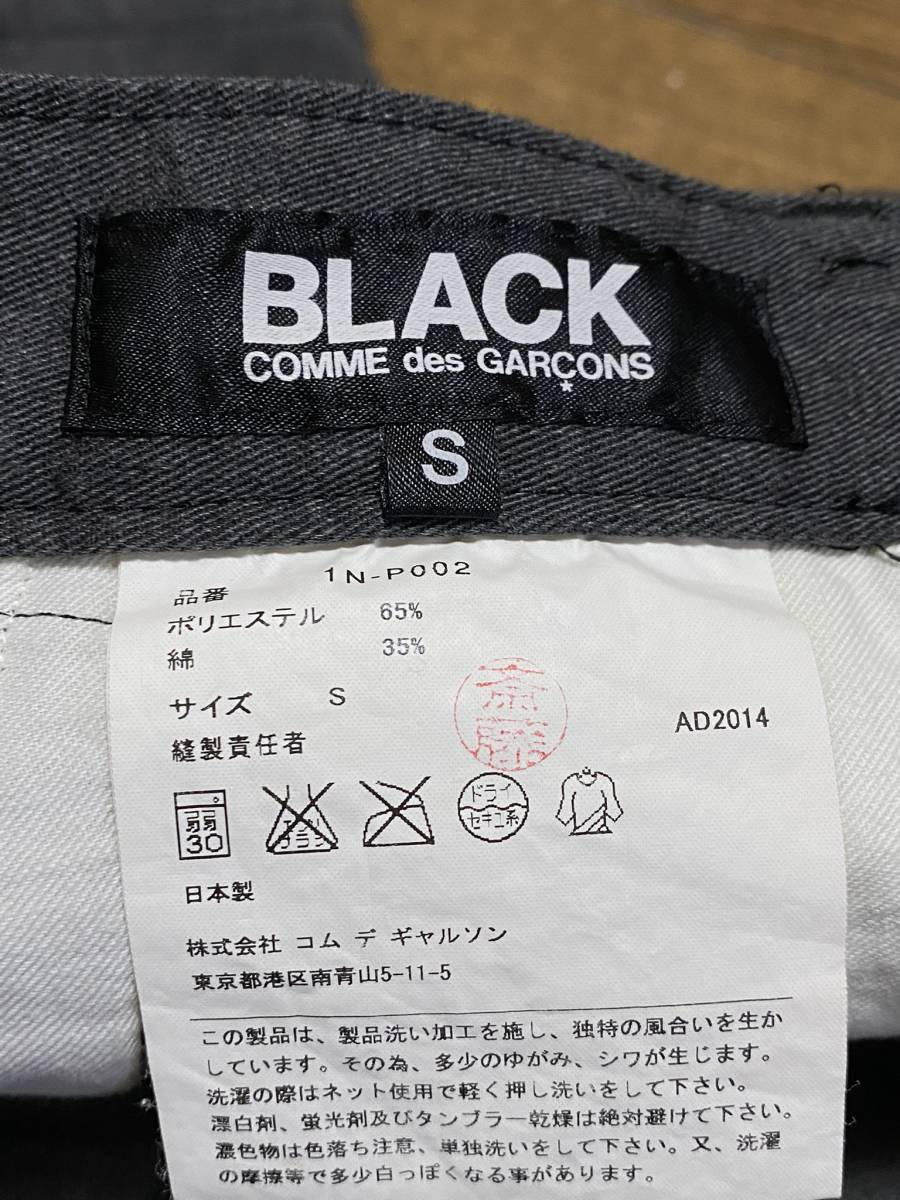 BLACK
COMME des GARÇONS
S
品番 1N-P002
ポリエステル 65%
綿 35%
サイズ S
縫製責任者
斎藤
AD2014
弱
30
エンソ
サラシ
ドライ
セキユ系
日本製
株式会社 コム デ ギャルソン
東京都港区南青山5-11-5
この製品は、製品洗い加工を施し、独特の風合いを生か
しています。その為、多少のゆがみ、シワが生じます。
洗濯の際はネット使用で軽く押し洗いをして下さい。
漂白剤、蛍光剤及びタンブラー乾燥は絶対避けて下さい。
濃色物は色落ち注意、単独洗いをして下さい。又、洗濯
の摩擦等で多少白っぽくなる事があります。